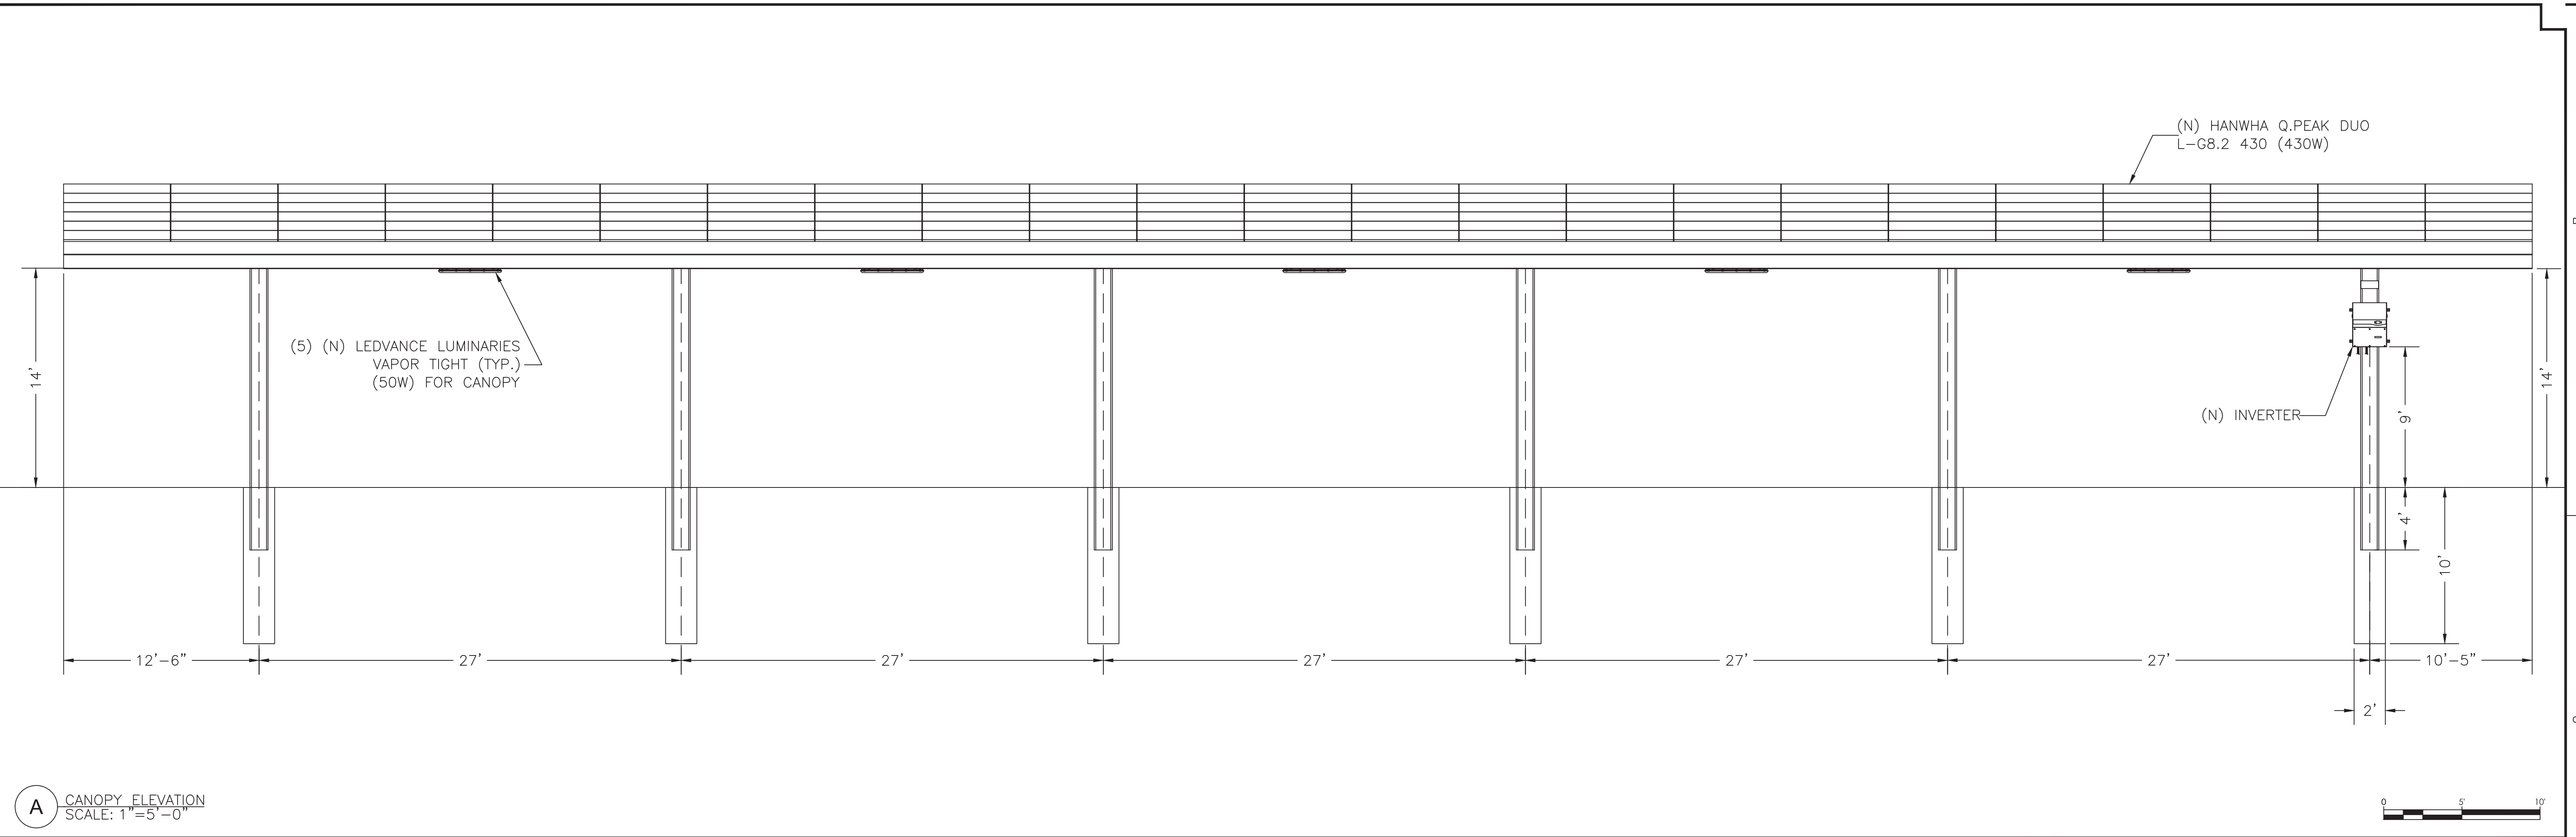 (N) HANWHA Q.PEAK DUO
L-G8.2 430 (430W)
(5) (N) LEDVANCE LUMINARIES
VAPOR TIGHT (TYP.)
(50W) FOR CANOPY
14'
14'
(N) INVERTER
9'
4'
10'
12'-6"
27'
27'
27'
27'
27'
10'-5"
2'
A
CANOPY ELEVATION
SCALE: 1"=5'-0"
0 5' 10'